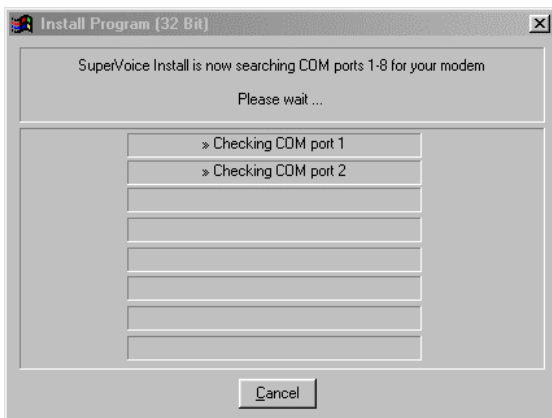 Install Program (32 Bit)
SuperVoice Install is now searching COM ports 1-8 for your modem
Please wait ...
» Checking COM port 1
» Checking COM port 2
Cancel